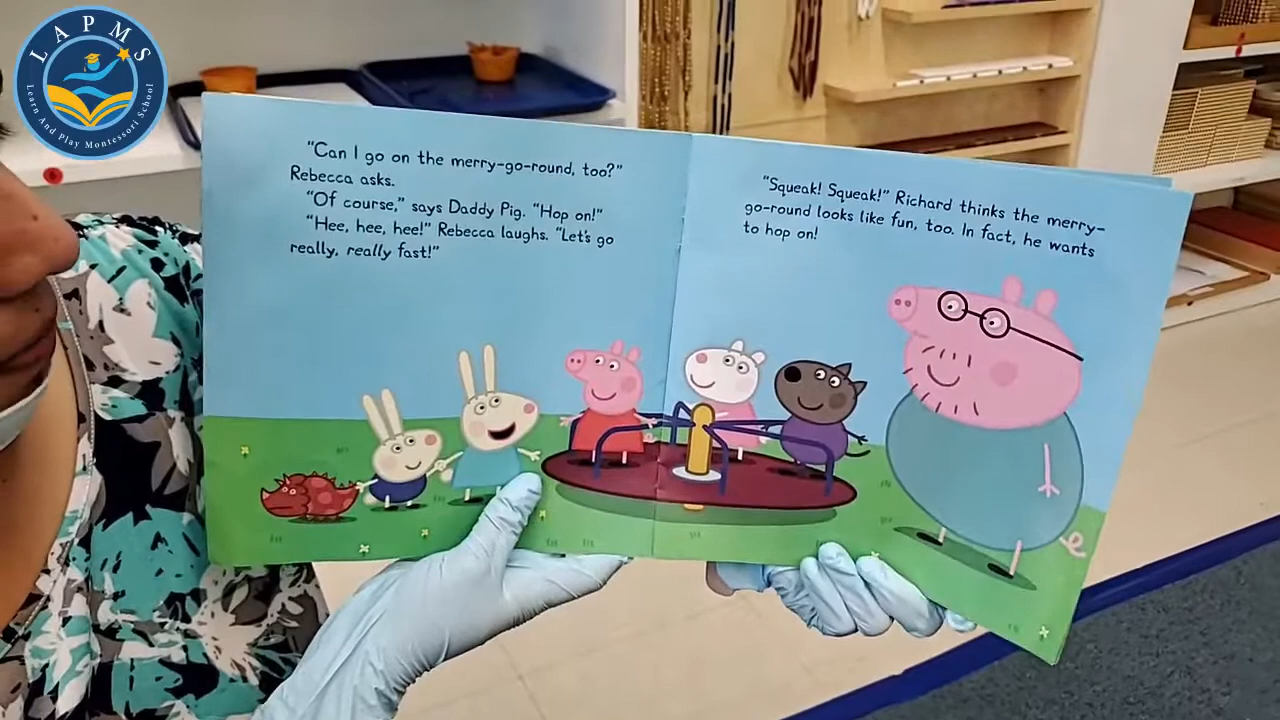 LAPMS
Learn And Play Montessori School
"Can I go on the merry-go-round, too?"
Rebecca asks.
"Of course," says Daddy Pig. "Hop on!"
"Hee, hee, hee!" Rebecca laughs. "Let's go
really, really fast!"
"Squeak! Squeak!" Richard thinks the merry-
go-round looks like fun, too. In fact, he wants
to hop on!